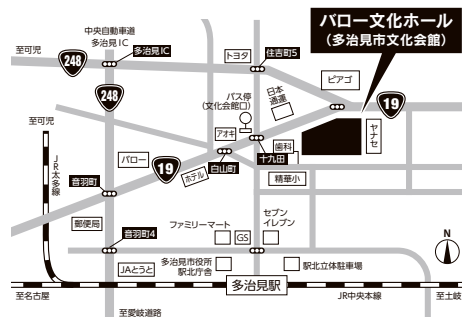 バロー文化ホール
(多治見市文化会館)
中央自動車道
多治見IC
多治見IC
トヨタ
住吉町5
至可児
248
ピアゴ
バス停
(文化会館口)
日本
通運
248
19
至可児
アオキ
歯科
ヤナセ
JR太多線
バロー
19
白山町
十九田
ホテル
精華小
音羽町
郵便局
ファミリーマート
セブン
イレブン
N
音羽町4
GS
JAとうと
多治見市役所
駅北庁舎
駅北立体駐車場
至名古屋
多治見駅
JR中央本線
至土岐
至愛岐道路